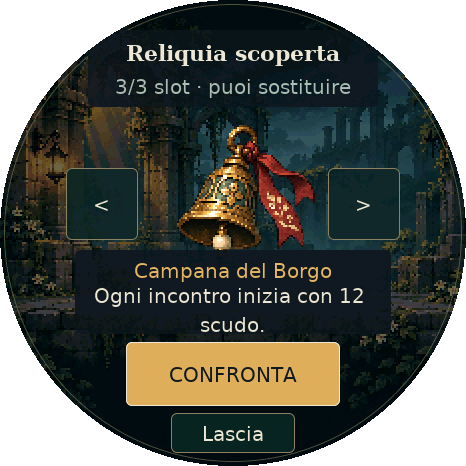 Reliquia scoperta
3/3 slot · puoi sostituire
< >
Campana del Borgo
Ogni incontro inizia con 12
scudo.
CONFRONTA
Lascia